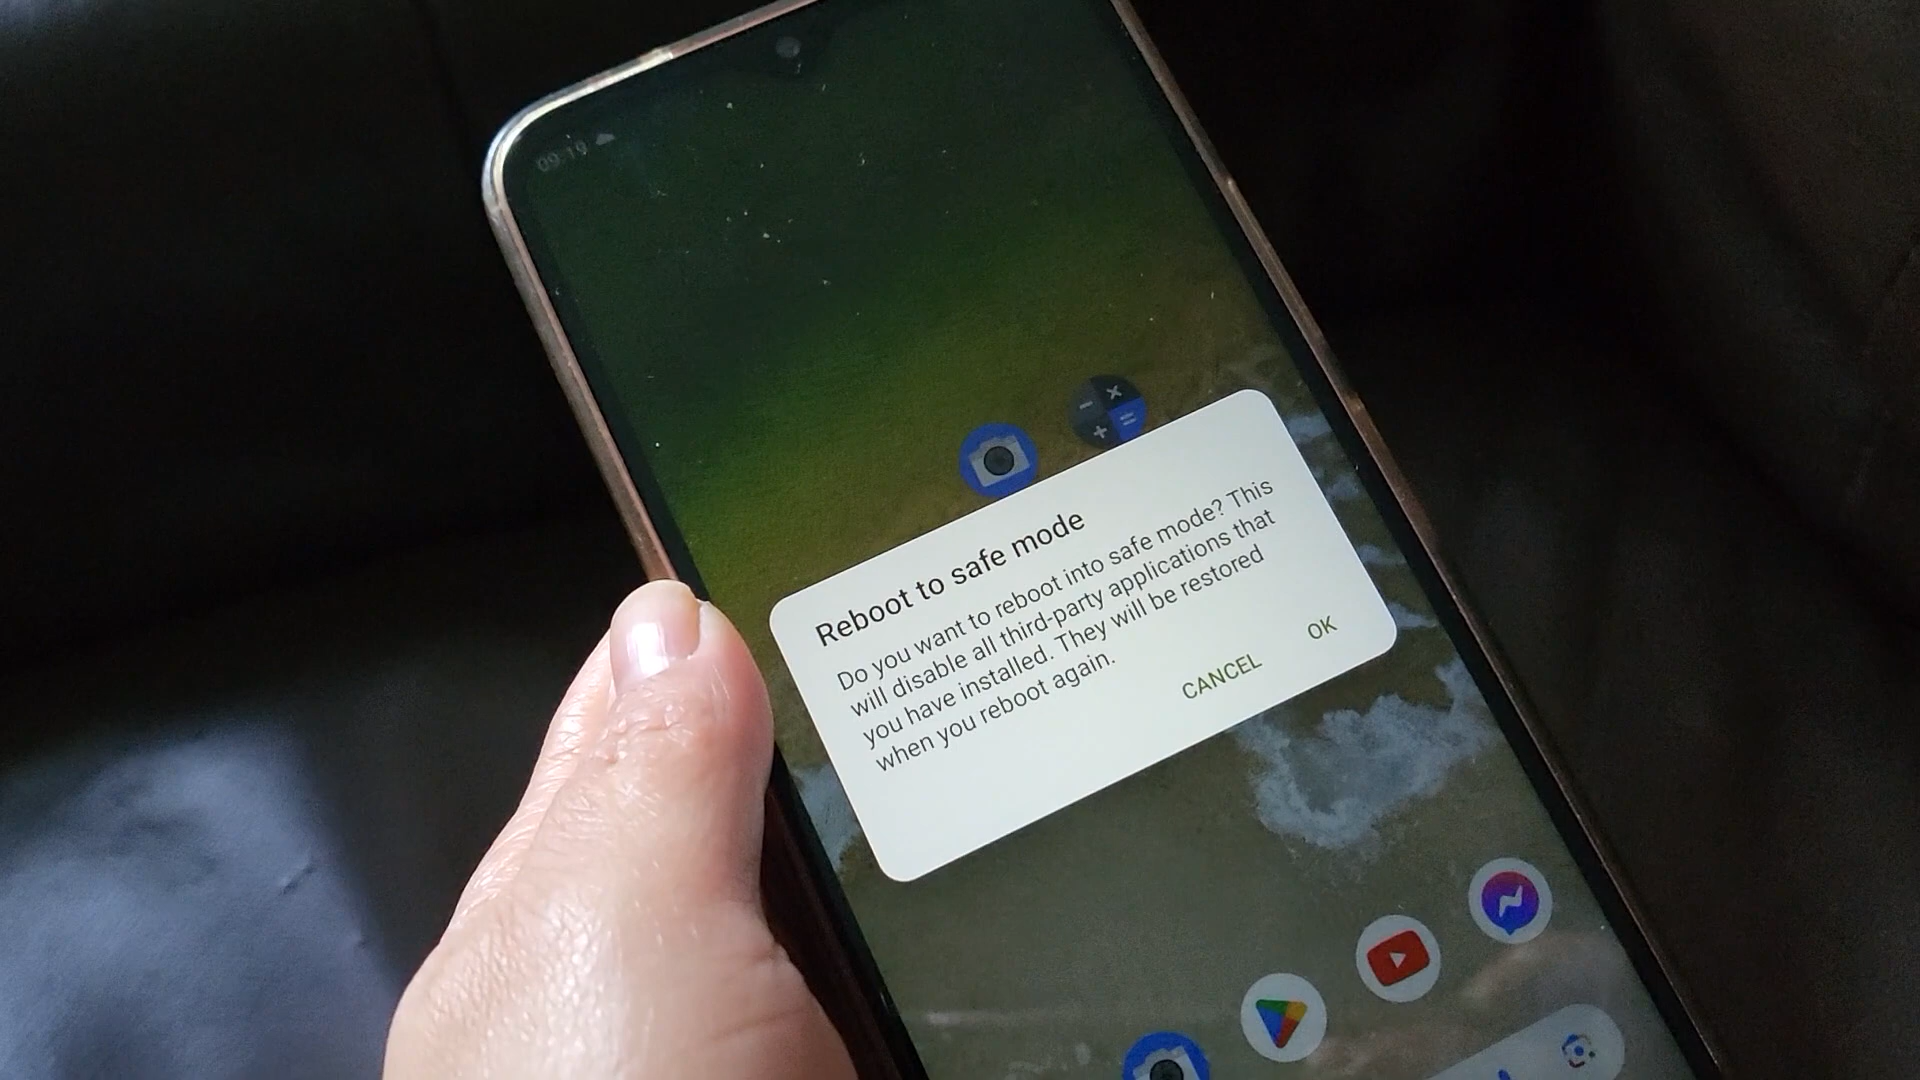 09:19
Reboot to safe mode
Do you want to reboot into safe mode? This
will disable all third-party applications that
you have installed. They will be restored
when you reboot again.
CANCEL OK